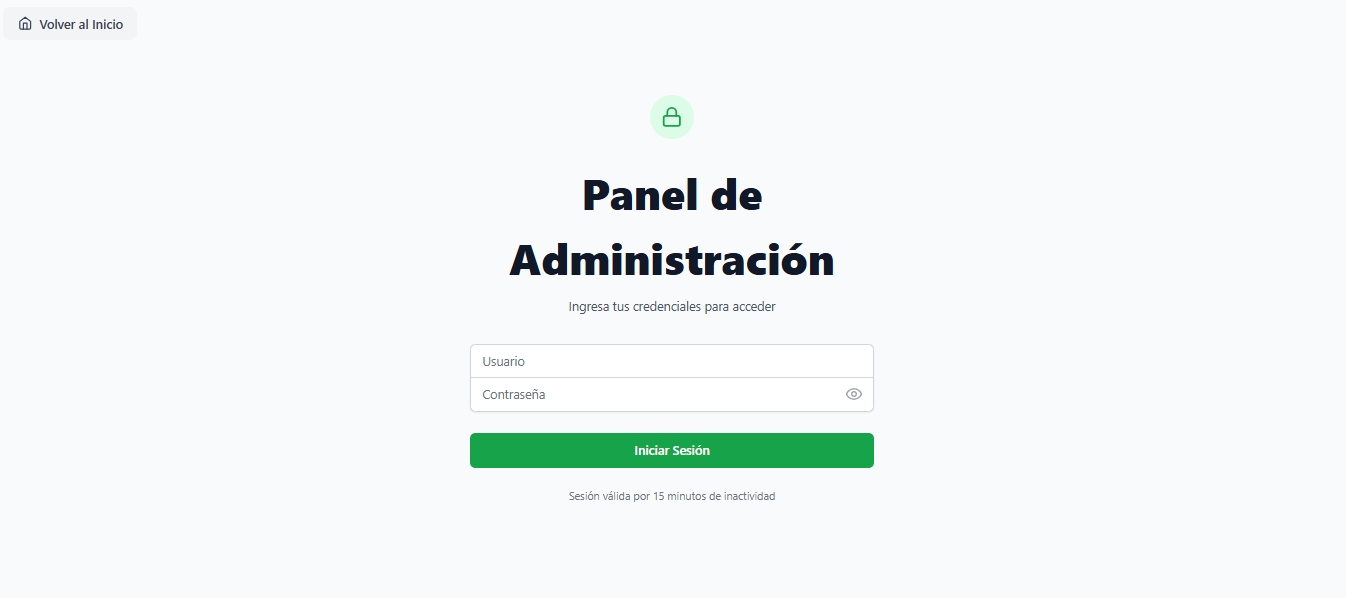 Volver al Inicio
Panel de
Administración
Ingresa tus credenciales para acceder
Usuario
Contraseña
Iniciar Sesión
Sesión válida por 15 minutos de inactividad